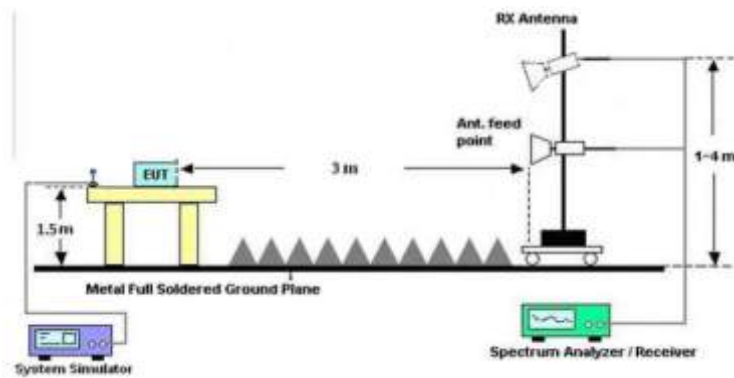 RX Antenna
Ant. feed
point
EUT
3 m
1~4 m
1.5 m
Metal Full Soldered Ground Plane
System Simulator
Spectrum Analyzer / Receiver